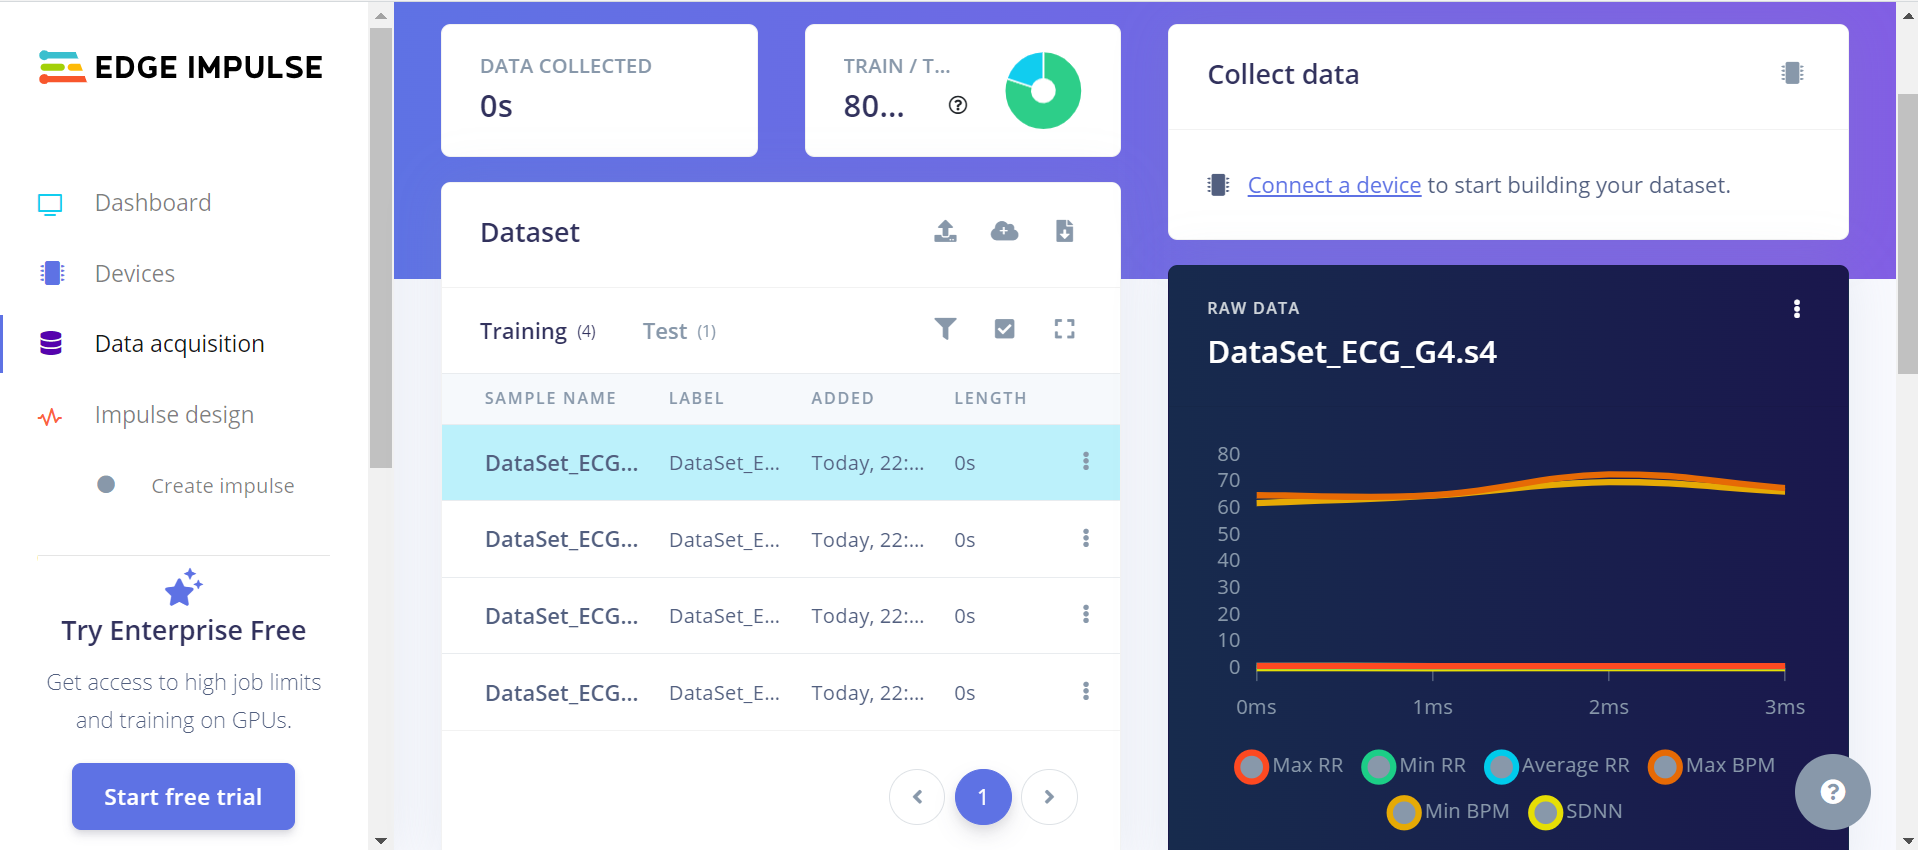 EDGE IMPULSE
Dashboard
Devices
Data acquisition
Impulse design
Create impulse
Try Enterprise Free
Get access to high job limits
and training on GPUs.
Start free trial
DATA COLLECTED
0s
TRAIN / T...
80...
?
Dataset
Training (4)
Test (1)
SAMPLE NAME LABEL ADDED LENGTH
DataSet_ECG... DataSet_E... Today, 22:... 0s
DataSet_ECG... DataSet_E... Today, 22:... 0s
DataSet_ECG... DataSet_E... Today, 22:... 0s
DataSet_ECG... DataSet_E... Today, 22:... 0s
1
Collect data
Connect a device to start building your dataset.
RAW DATA
DataSet_ECG_G4.s4
80
70
60
50
40
30
20
10
0
0ms 1ms 2ms 3ms
Max RR Min RR Average RR Max BPM
Min BPM SDNN
?